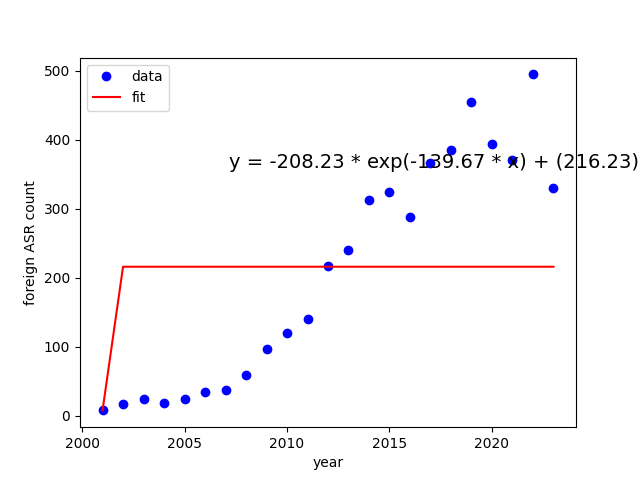 500
400
300
200
100
0
foreign ASR count
data
fit
y = -208.23 * exp(-139.67 * x) + (216.23)
2000 2005 2010 2015 2020
year